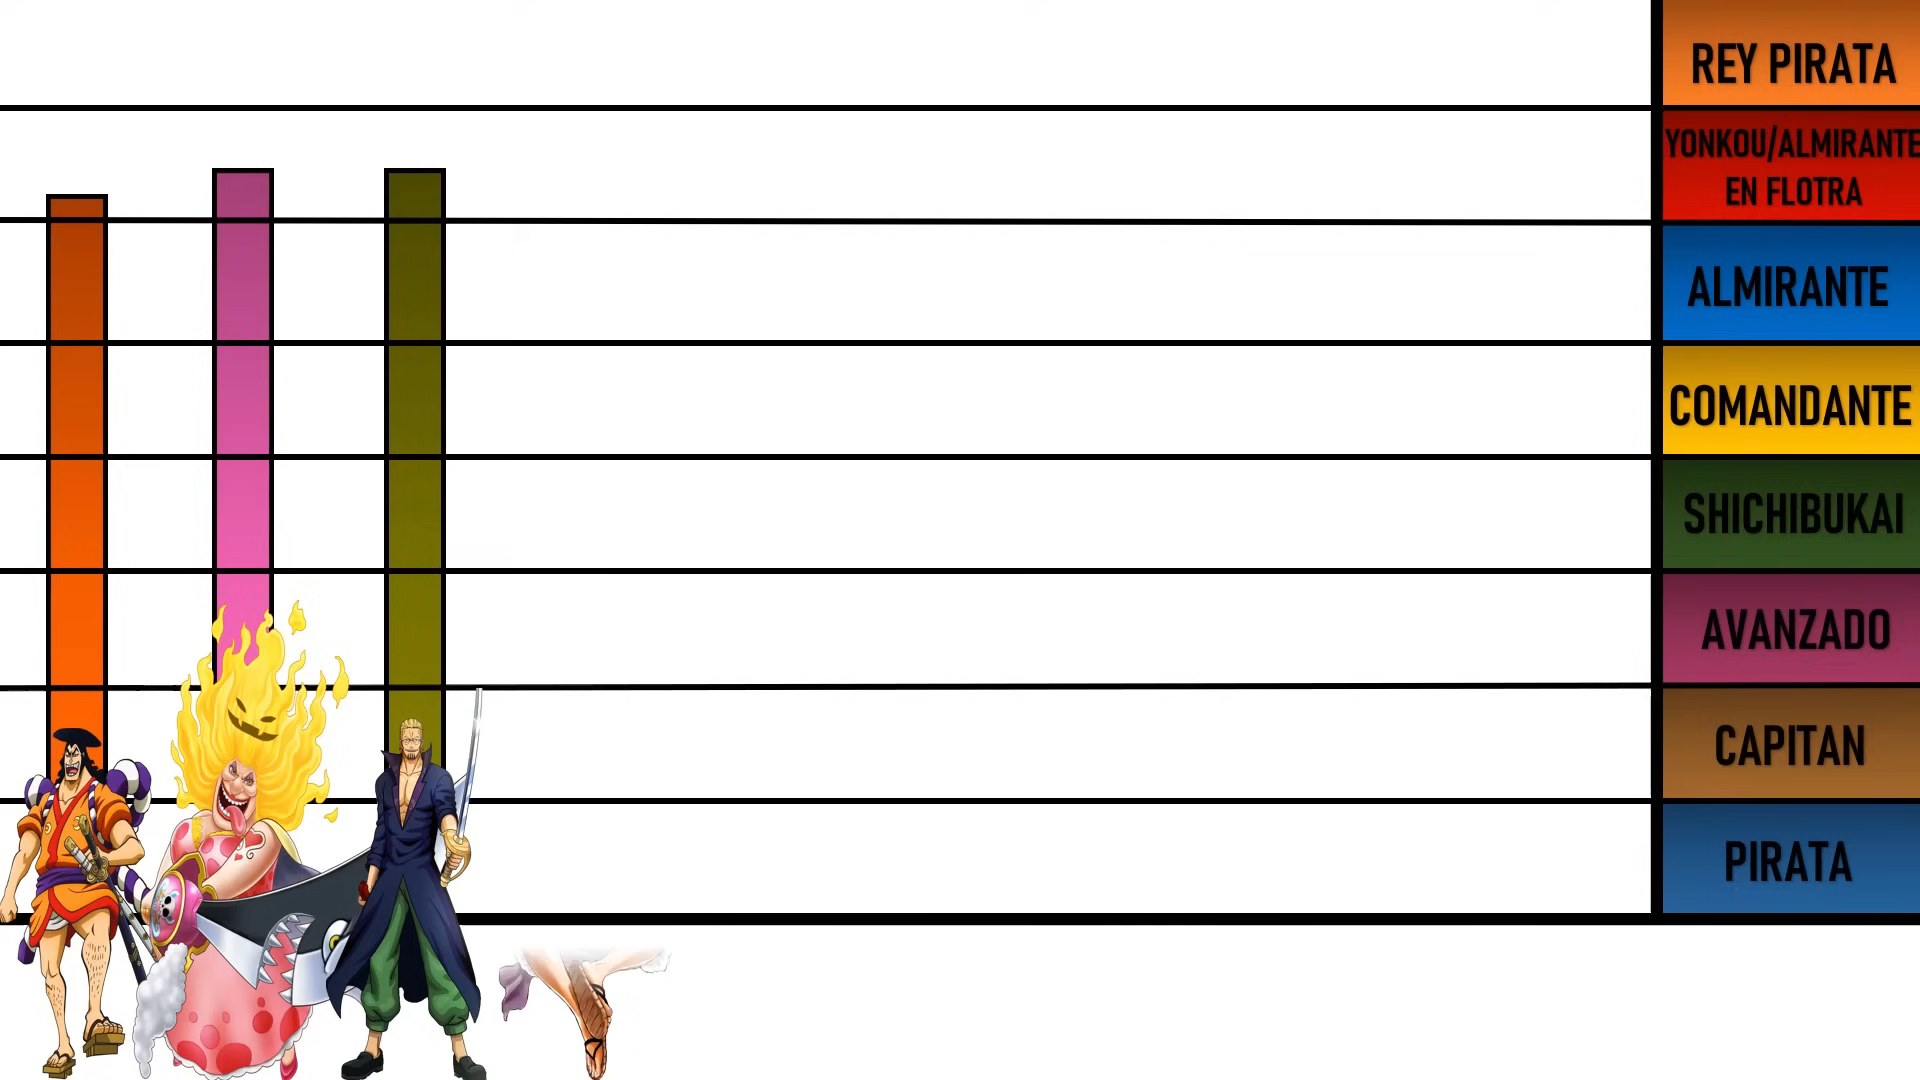 REY PIRATA
YONKOU/ALMIRANTE
EN FLOTRA
ALMIRANTE
COMANDANTE
SHICHIBUKAI
AVANZADO
CAPITAN
PIRATA